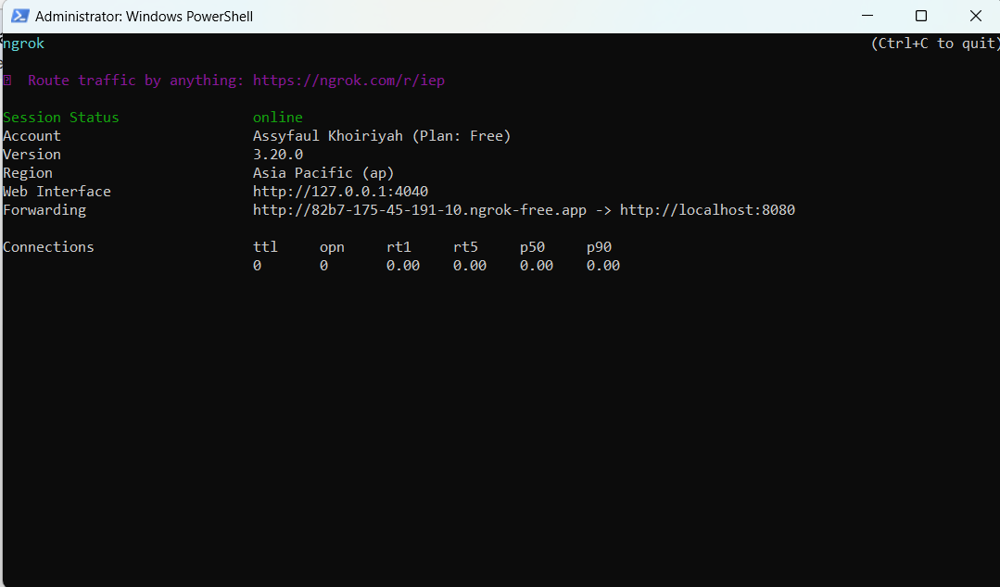 Administrator: Windows PowerShell
ngrok (Ctrl+C to quit)
Route traffic by anything: https://ngrok.com/r/iep
Session Status online
Account Assyfaul Khoiriyah (Plan: Free)
Version 3.20.0
Region Asia Pacific (ap)
Web Interface http://127.0.0.1:4040
Forwarding http://82b7-175-45-191-10.ngrok-free.app -> http://localhost:8080
Connections ttl opn rt1 rt5 p50 p90
0 0 0.00 0.00 0.00 0.00